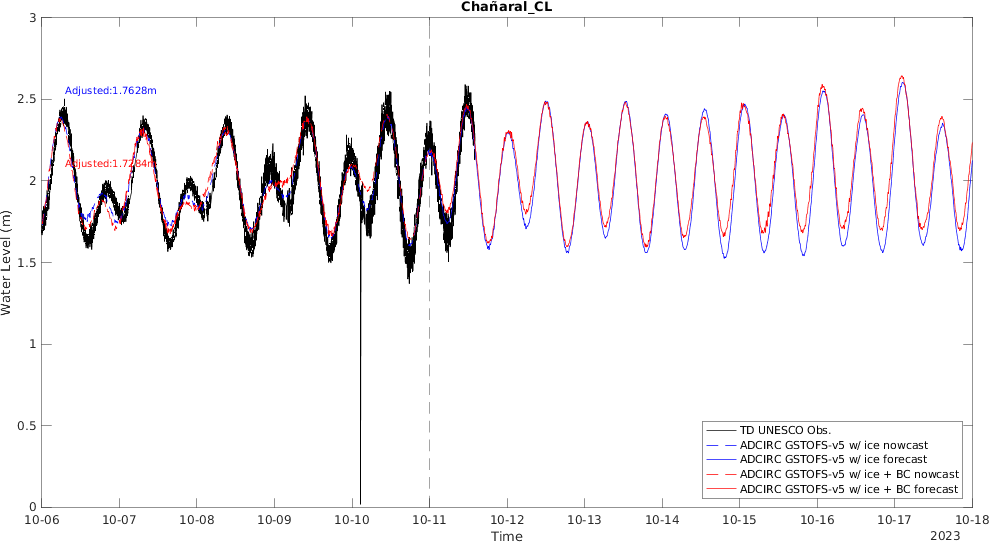 Chañaral_CL
3
2.5
2
1.5
1
0.5
0
Water Level (m)
Adjusted:1.7628m
Adjusted:1.7284m
TD UNESCO Obs.
ADCIRC GSTOFS-v5 w/ ice nowcast
ADCIRC GSTOFS-v5 w/ ice forecast
ADCIRC GSTOFS-v5 w/ ice + BC nowcast
ADCIRC GSTOFS-v5 w/ ice + BC forecast
10-06 10-07 10-08 10-09 10-10 10-11 10-12 10-13 10-14 10-15 10-16 10-17 10-18
Time
2023